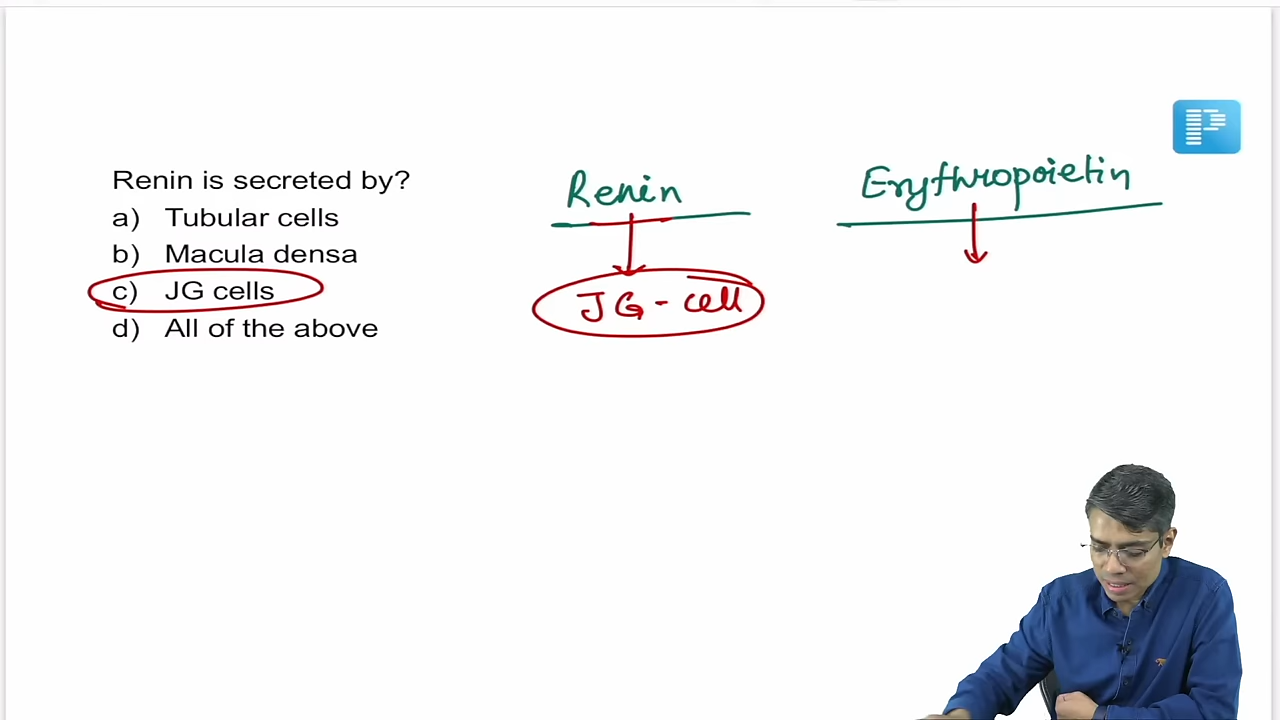 Renin is secreted by?
a) Tubular cells
b) Macula densa
c) JG cells
d) All of the above
Renin
JG - cell
Erythropoietin
P